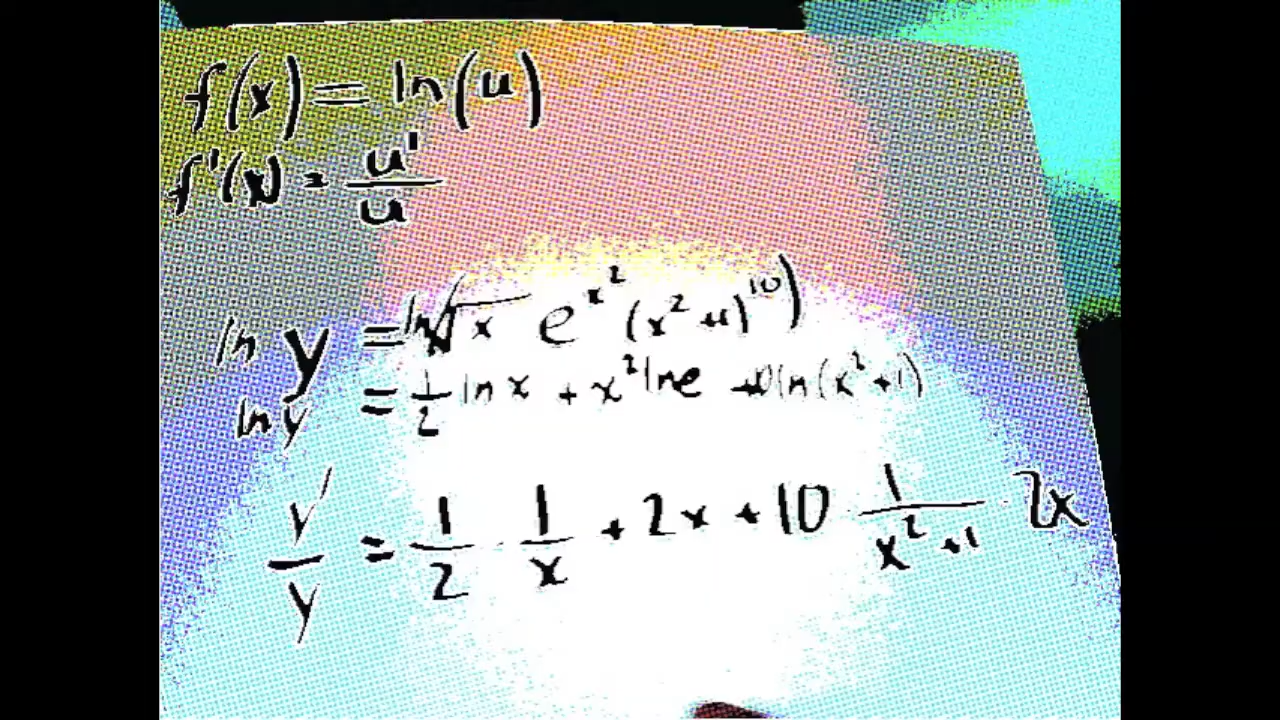 f(x) = ln(u)
f'(x) = u'/u
ln y = ln(√x e^x² (x²+1)^10)
ln y = 1/2 ln x + x² ln e + 10 ln(x²+1)
y'/y = 1/2 · 1/x + 2x + 10 · 1/(x²+1) · 2x